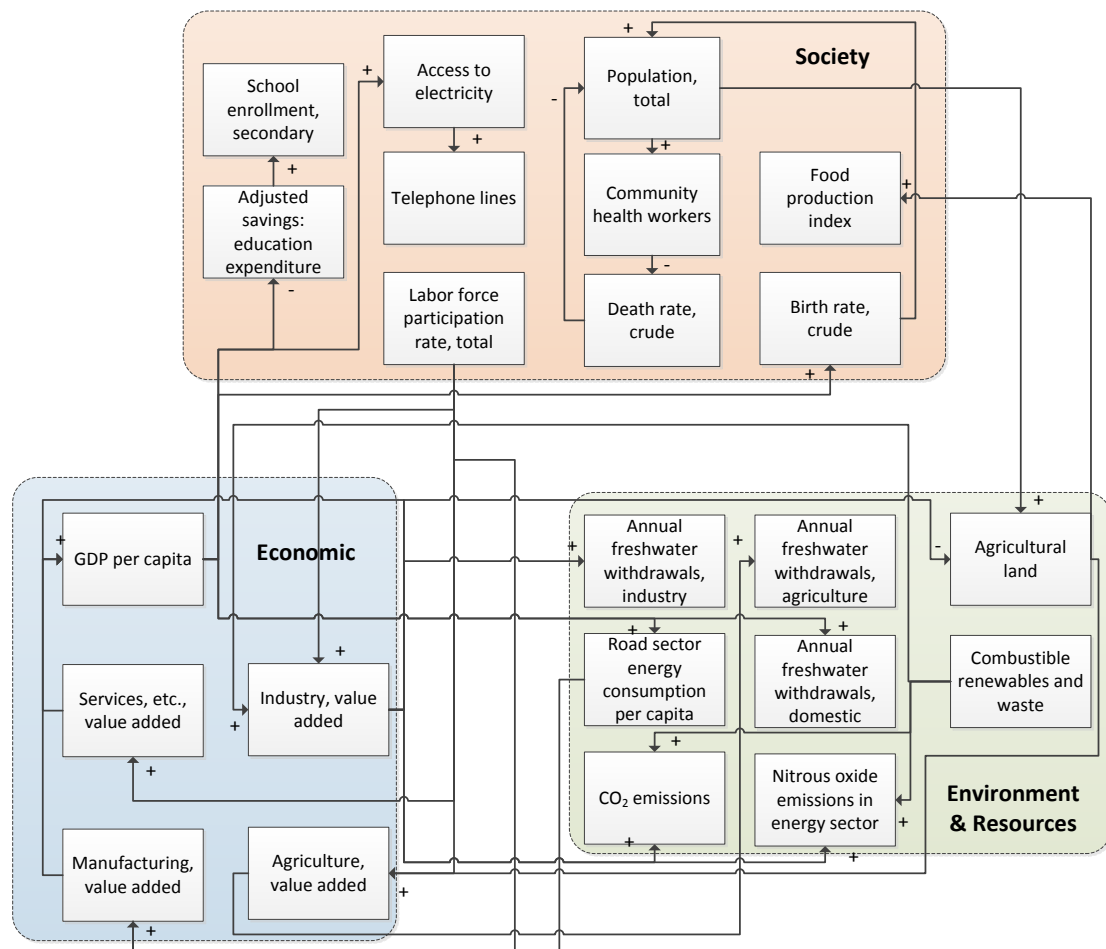 Society
School
enrollment,
secondary
+
Adjusted
savings:
education
expenditure
-
+
Access to
electricity
+
Telephone lines
Labor force
participation
rate, total
+
Population,
total
-
+
Community
health workers
-
Death rate,
crude
Food
production
index
+
Birth rate,
crude
+
Economic
+
GDP per capita
Services, etc.,
value added
+
+
Industry, value
added
+
Manufacturing,
value added
+
Agriculture,
value added
+
Annual
freshwater
withdrawals,
industry
+
Annual
freshwater
withdrawals,
agriculture
+
+
-
Agricultural
land
+
Road sector
energy
consumption
per capita
+
Annual
freshwater
withdrawals,
domestic
Combustible
renewables and
waste
+
CO₂ emissions
+
Nitrous oxide
emissions in
energy sector
+
+
Environment
& Resources